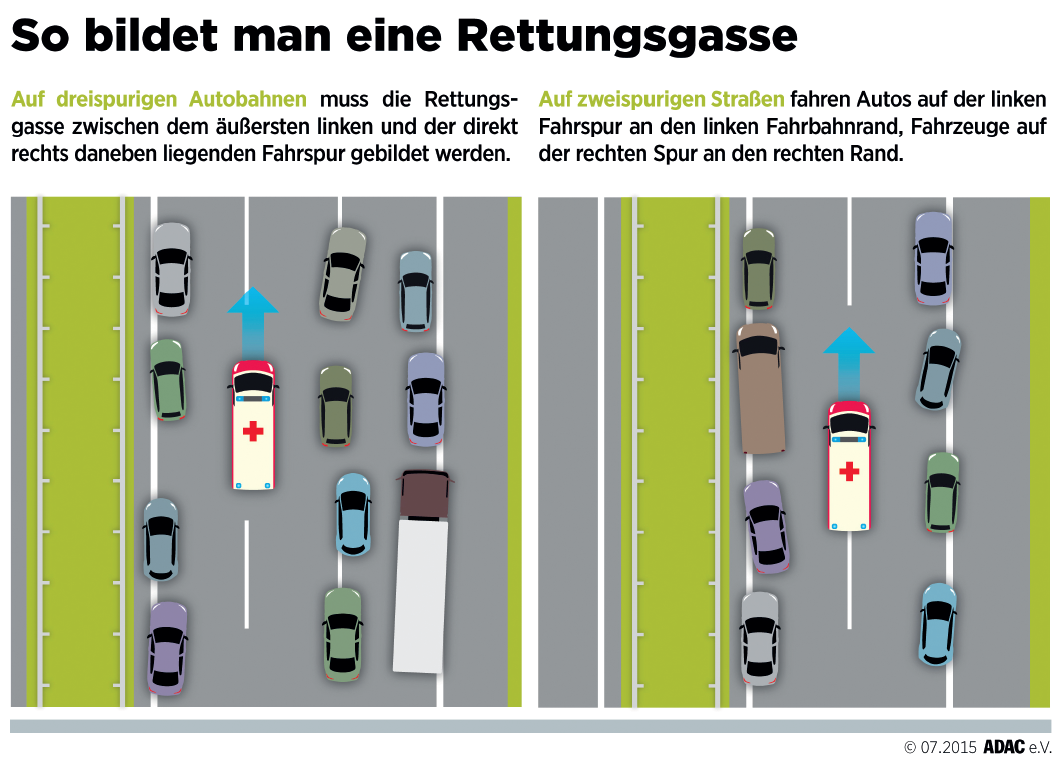 So bildet man eine Rettungsgasse
Auf dreispurigen Autobahnen muss die Rettungs-
gasse zwischen dem äußersten linken und der direkt
rechts daneben liegenden Fahrspur gebildet werden.
Auf zweispurigen Straßen fahren Autos auf der linken
Fahrspur an den linken Fahrbahnrand, Fahrzeuge auf
der rechten Spur an den rechten Rand.
© 07.2015 ADAC e.V.